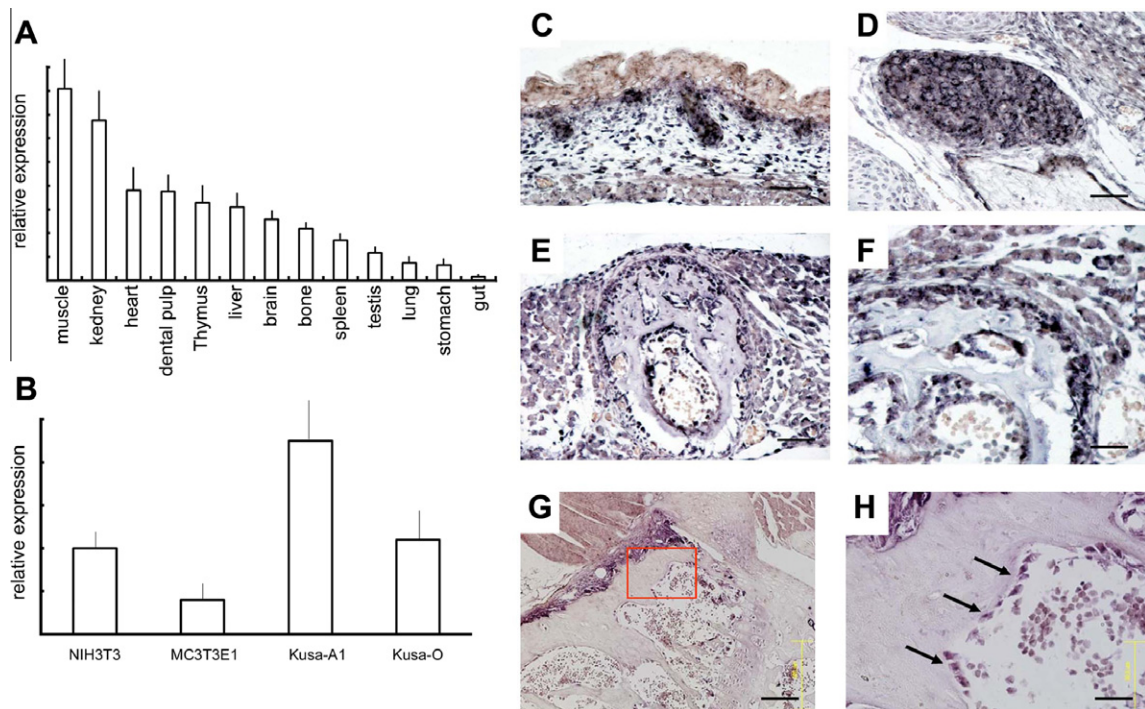 A
relative expression
muscle
kedney
heart
dental pulp
Thymus
liver
brain
bone
spleen
testis
lung
stomach
gut
B
relative expression
NIH3T3 MC3T3E1 Kusa-A1 Kusa-O
C
D
E
F
G
H